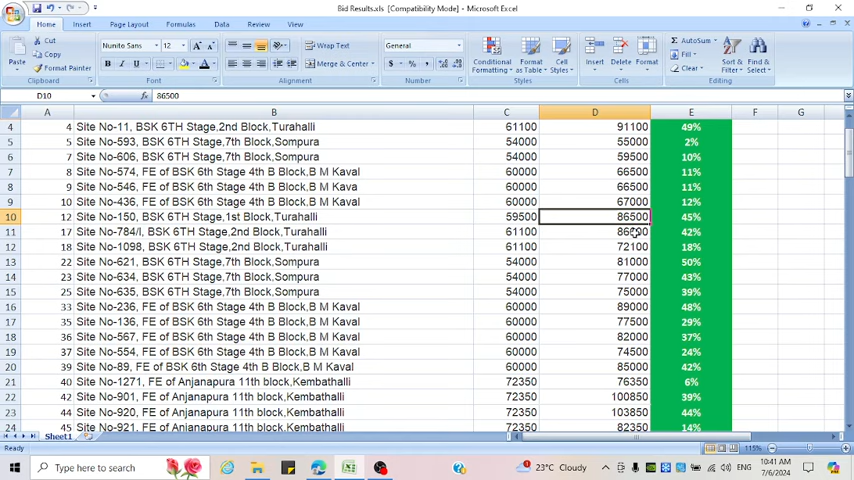 Bid Results.xls [Compatibility Mode] - Microsoft Excel
Home Insert Page Layout Formulas Data Review View
Cut
Copy
Paste
Clipboard
Nunito Sans 12 A A
B I U
Font
Wrap Text
Merge & Center
Alignment
General
$ % ,
Number
Conditional Formatting
Format as Table
Cell Styles
Styles
Insert Delete Format
Cells
AutoSum
Fill
Clear
Sort & Filter
Find & Select
Editing
D10 fx 86500
A B C D E F G
4 4 Site No-11, BSK 6TH Stage,2nd Block,Turahalli 61100 91100 49%
5 5 Site No-593, BSK 6TH Stage,7th Block,Sompura 54000 55000 2%
6 7 Site No-606, BSK 6TH Stage,7th Block,Sompura 54000 59500 10%
7 8 Site No-574, FE of BSK 6th Stage 4th B Block,B M Kaval 60000 66500 11%
8 9 Site No-546, FE of BSK 6th Stage 4th B Block,B M Kaval 60000 66500 11%
9 10 Site No-436, FE of BSK 6th Stage 4th B Block,B M Kaval 60000 67000 12%
10 12 Site No-150, BSK 6TH Stage,1st Block,Turahalli 59500 86500 45%
11 17 Site No-784/I, BSK 6TH Stage,2nd Block,Turahalli 61100 42%
12 18 Site No-1098, BSK 6TH Stage,2nd Block,Turahalli 61100 72100 18%
13 22 Site No-621, BSK 6TH Stage,7th Block,Sompura 54000 81000 50%
14 23 Site No-634, BSK 6TH Stage,7th Block,Sompura 54000 77000 43%
15 25 Site No-635, BSK 6TH Stage,7th Block,Sompura 54000 75000 39%
16 33 Site No-236, FE of BSK 6th Stage 4th B Block,B M Kaval 60000 89000 48%
17 35 Site No-136, FE of BSK 6th Stage 4th B Block,B M Kaval 60000 77500 29%
18 36 Site No-567, FE of BSK 6th Stage 4th B Block,B M Kaval 60000 82000 37%
19 37 Site No-554, FE of BSK 6th Stage 4th B Block,B M Kaval 60000 74500 24%
20 39 Site No-89, FE of BSK 6th Stage 4th B Block,B M Kaval 60000 85000 42%
21 40 Site No-1271, FE of Anjanapura 11th block,Kembathalli 72350 76350 6%
22 42 Site No-901, FE of Anjanapura 11th block,Kembathalli 72350 100850 39%
23 44 Site No-920, FE of Anjanapura 11th block,Kembathalli 72350 103850 44%
24 45 Site No-921, FE of Anjanapura 11th block,Kembathalli 72350 82350 14%
Sheet1
Ready 115%
Type here to search
23°C Cloudy
ENG
10:41 AM
7/6/2024